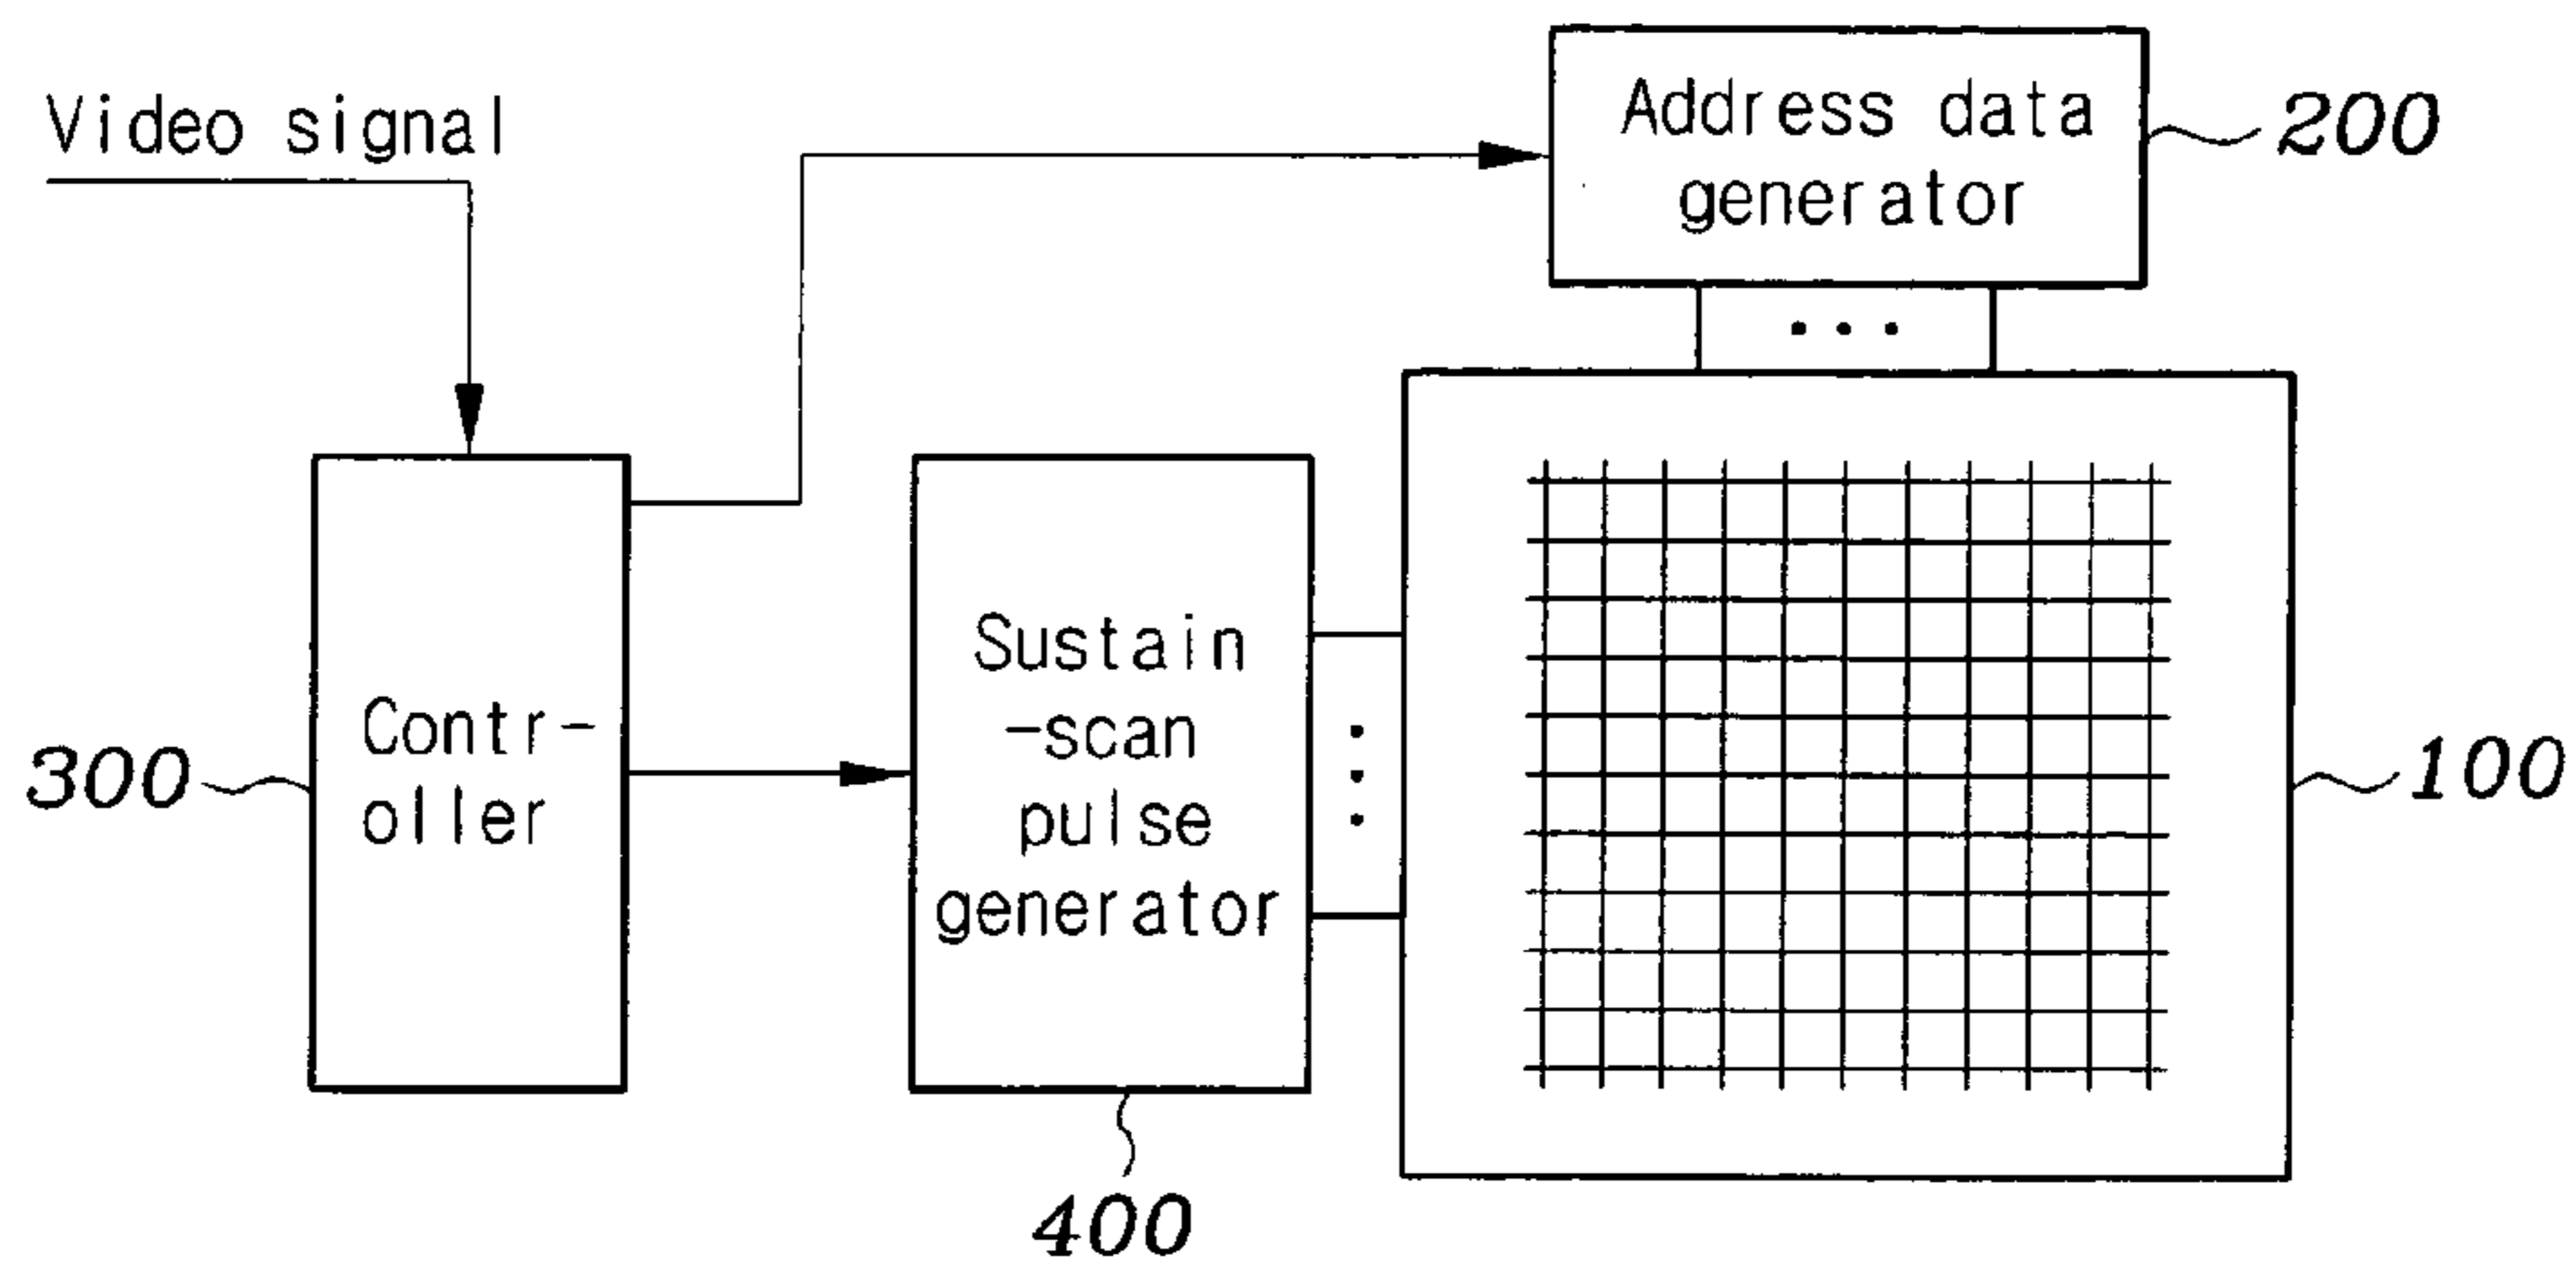 Video signal
Address data
generator
200
Contr-
oller
300
Sustain
-scan
pulse
generator
400
100